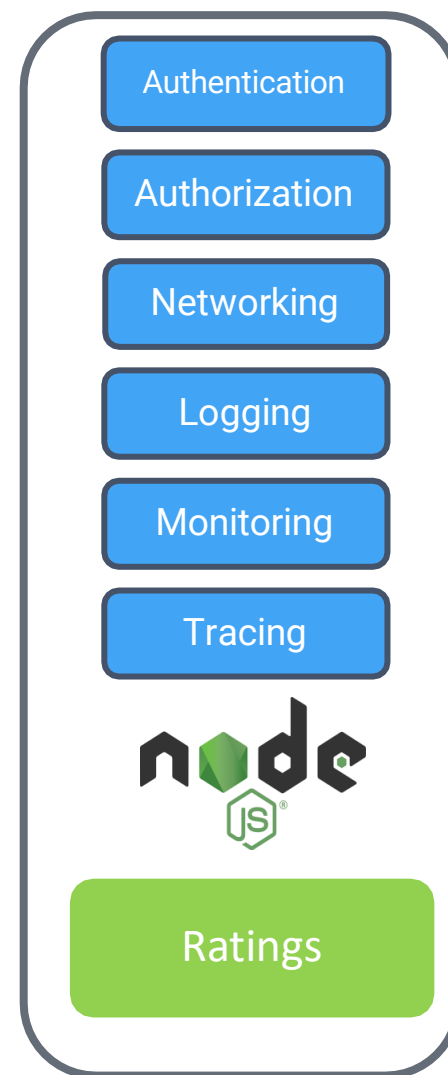 Authentication
Authorization
Networking
Logging
Monitoring
Tracing
node
JS®
Ratings